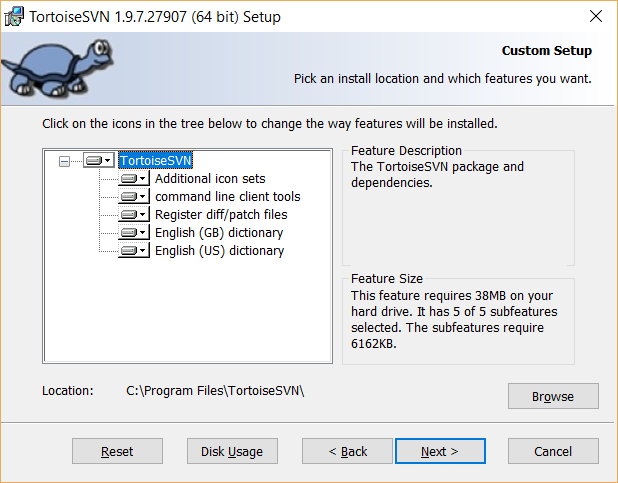 TortoiseSVN 1.9.7.27907 (64 bit) Setup
Custom Setup
Pick an install location and which features you want.
Click on the icons in the tree below to change the way features will be installed.
TortoiseSVN
Additional icon sets
command line client tools
Register diff/patch files
English (GB) dictionary
English (US) dictionary
Feature Description
The TortoiseSVN package and
dependencies.
Feature Size
This feature requires 38MB on your
hard drive. It has 5 of 5 subfeatures
selected. The subfeatures require
6162KB.
Location: C:\Program Files\TortoiseSVN\
Browse
Reset Disk Usage < Back Next > Cancel